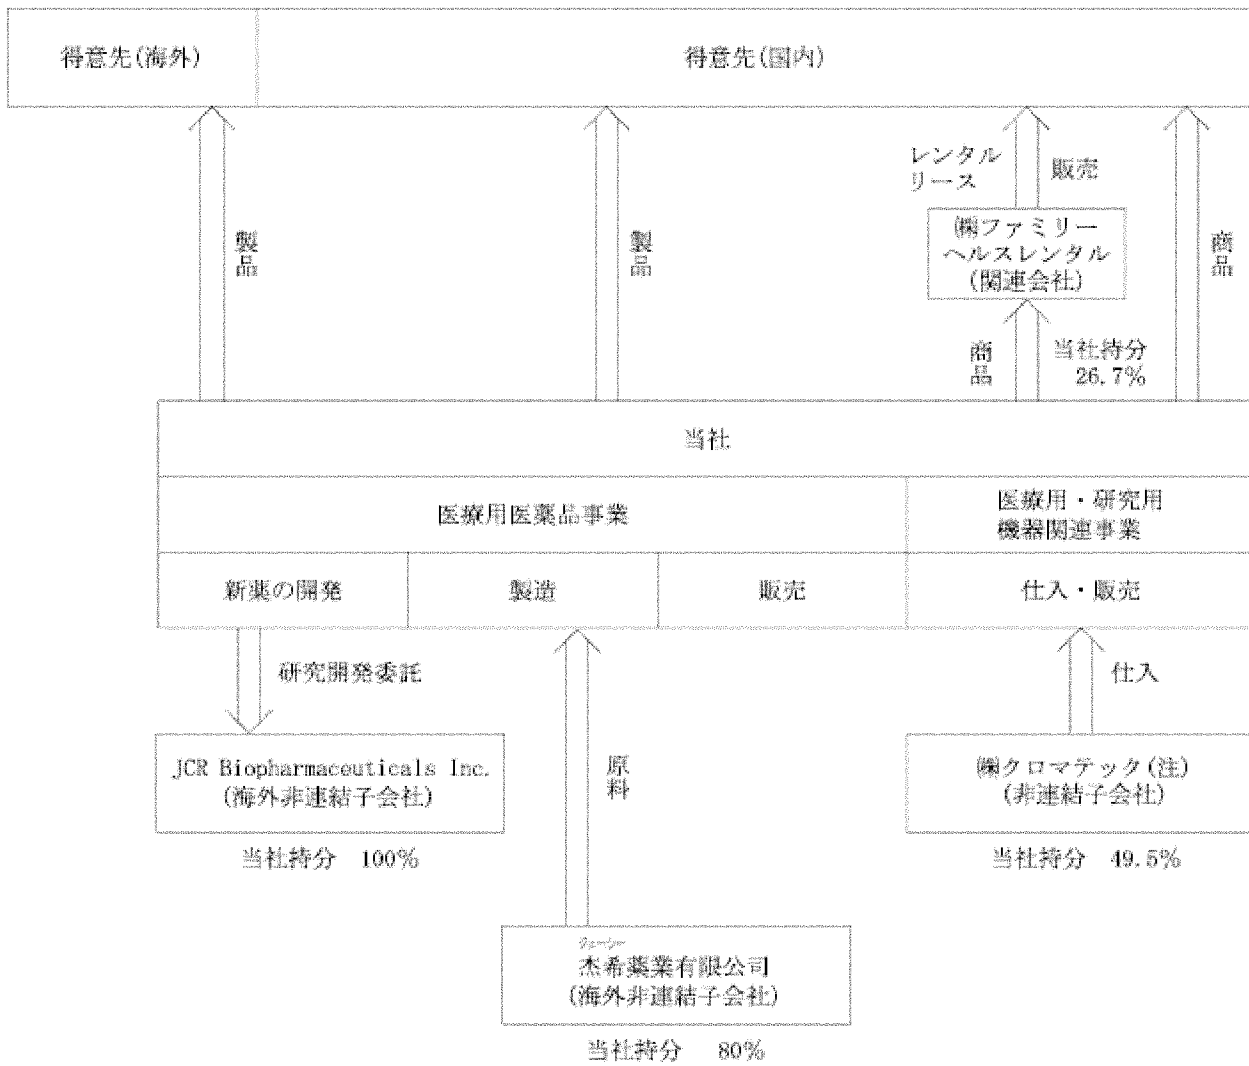 得意先(海外)
得意先(国内)
レンタル
リース
販売
製品
製品
㈱ファミリー
ヘルスレンタル
(関連会社)
商品
商品
当社持分
26.7%
当社
医療用医薬品事業
医療用・研究用
機器関連事業
新薬の開発
製造
販売
仕入・販売
研究開発委託
仕入
原料
JCR Biopharmaceuticals Inc.
(海外非連結子会社)
当社持分 100%
㈱クロマテック(注)
(非連結子会社)
当社持分 49.5%
ジェーシー
杰希薬業有限公司
(海外非連結子会社)
当社持分 80%